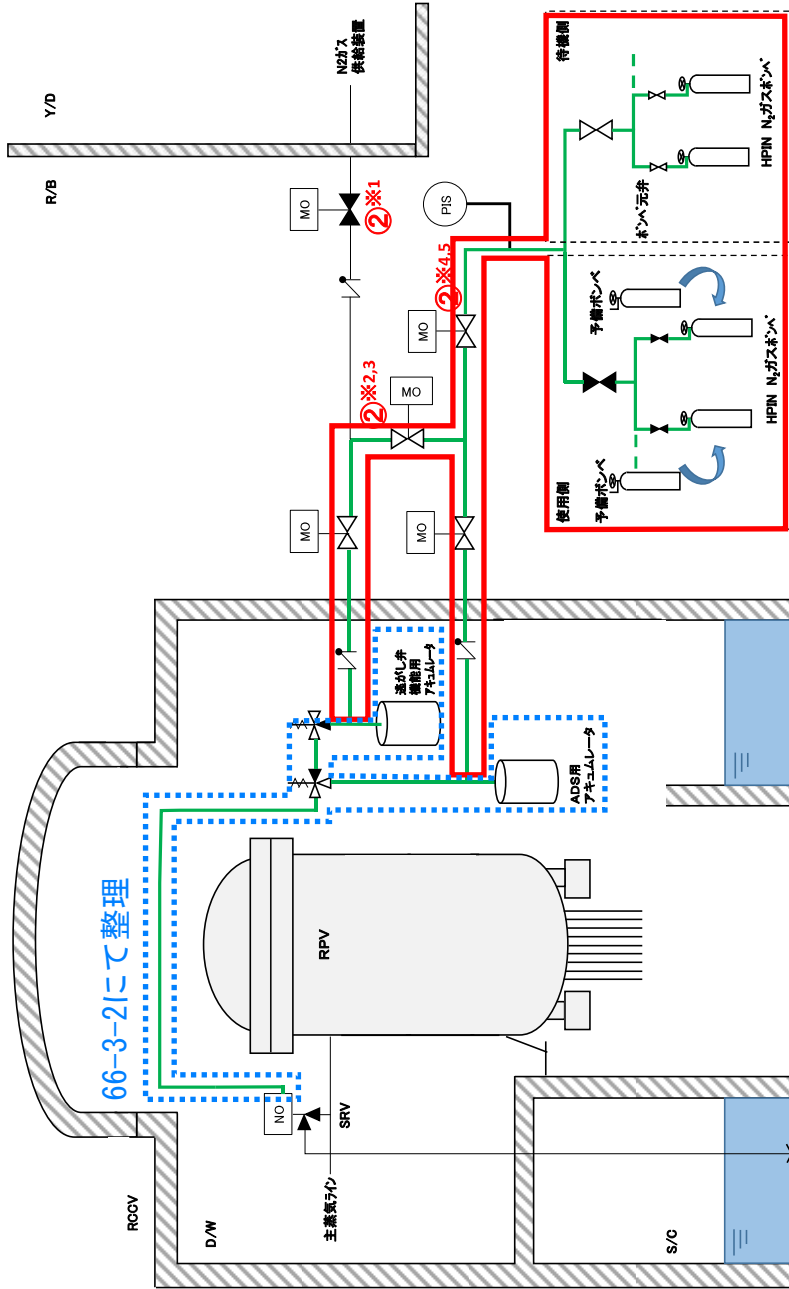 Y/D
R/B
N2ガス
供給装置
MO
②※1
PIS
②※4,5
MO
②※2,3
MO
MO
MO
待機側
HPIN N₂ガスボンベ
ボンベ元弁
予備ボンベ
使用側
予備ボンベ
HPIN N₂ガスボンベ
逃がし弁
機能用
アキュムレータ
ADS用
アキュムレータ
66-3-2にて整理
RPV
NO
SRV
主蒸気ライン
RCCV
D/W
S/C